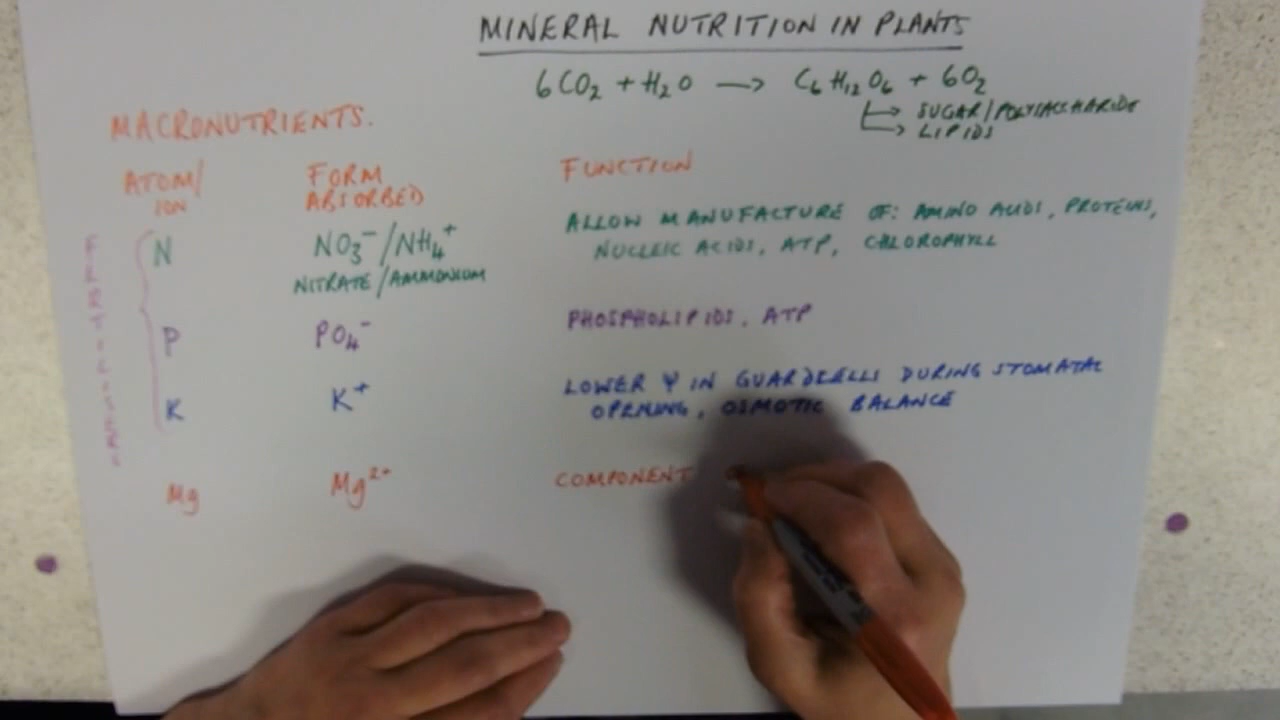 MINERAL NUTRITION IN PLANTS
6CO₂ + H₂O → C₆H₁₂O₆ + 6O₂
→ SUGAR/POLYSACCHARIDE
→ LIPIDS
MACRONUTRIENTS.
ATOM/ION FORM ABSORBED FUNCTION
N NO₃⁻/NH₄⁺ ALLOW MANUFACTURE OF: AMINO ACIDS, PROTEINS,
NITRATE/AMMONIUM NUCLEIC ACIDS, ATP, CHLOROPHYLL
P PO₄⁻ PHOSPHOLIPIDS, ATP
K K⁺ LOWER Ψ IN GUARD CELLS DURING STOMATAL
OPENING, OSMOTIC BALANCE
Mg Mg²⁺ COMPONENT